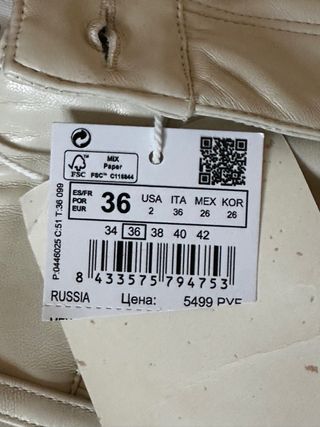 MIX
Paper
FSC™ C116844
FSC
ES/FR
POR
EUR
36
USA ITA MEX KOR
2 36 26 26
34 36 38 40 42
P:0446025 C:51 T:36 099
8 433575 794753
RUSSIA Цена: 5499 РУБ